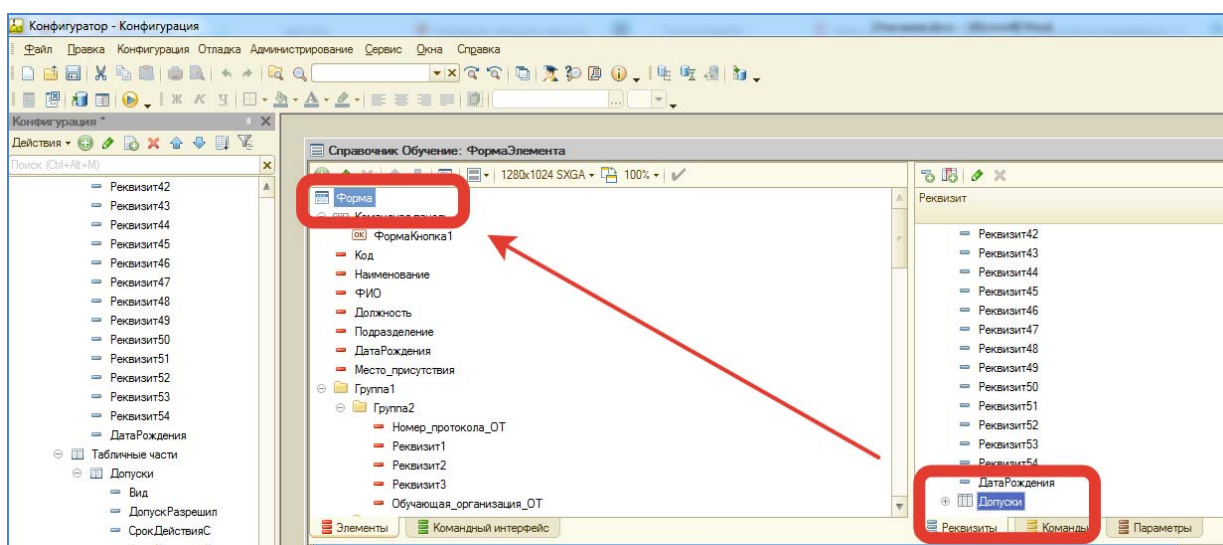 Конфигуратор - Конфигурация
Файл Правка Конфигурация Отладка Администрирование Сервис Окна Справка
Ж К Ч
Конфигурация *
Действия
Поиск (Ctrl+Alt+M)
Реквизит42
Реквизит43
Реквизит44
Реквизит45
Реквизит46
Реквизит47
Реквизит48
Реквизит49
Реквизит50
Реквизит51
Реквизит52
Реквизит53
Реквизит54
ДатаРождения
Табличные части
Допуски
Вид
ДопускРазрешил
СрокДействияС
Справочник Обучение: ФормаЭлемента
1280x1024 SXGA 100%
Форма
Командная панель
ОК ФормаКнопка1
Код
Наименование
ФИО
Должность
Подразделение
ДатаРождения
Место_присутствия
Группа1
Группа2
Номер_протокола_ОТ
Реквизит1
Реквизит2
Реквизит3
Обучающая_организация_ОТ
Элементы Командный интерфейс
Реквизит
Реквизит42
Реквизит43
Реквизит44
Реквизит45
Реквизит46
Реквизит47
Реквизит48
Реквизит49
Реквизит50
Реквизит51
Реквизит52
Реквизит53
Реквизит54
ДатаРождения
Допуски
Реквизиты Команды Параметры